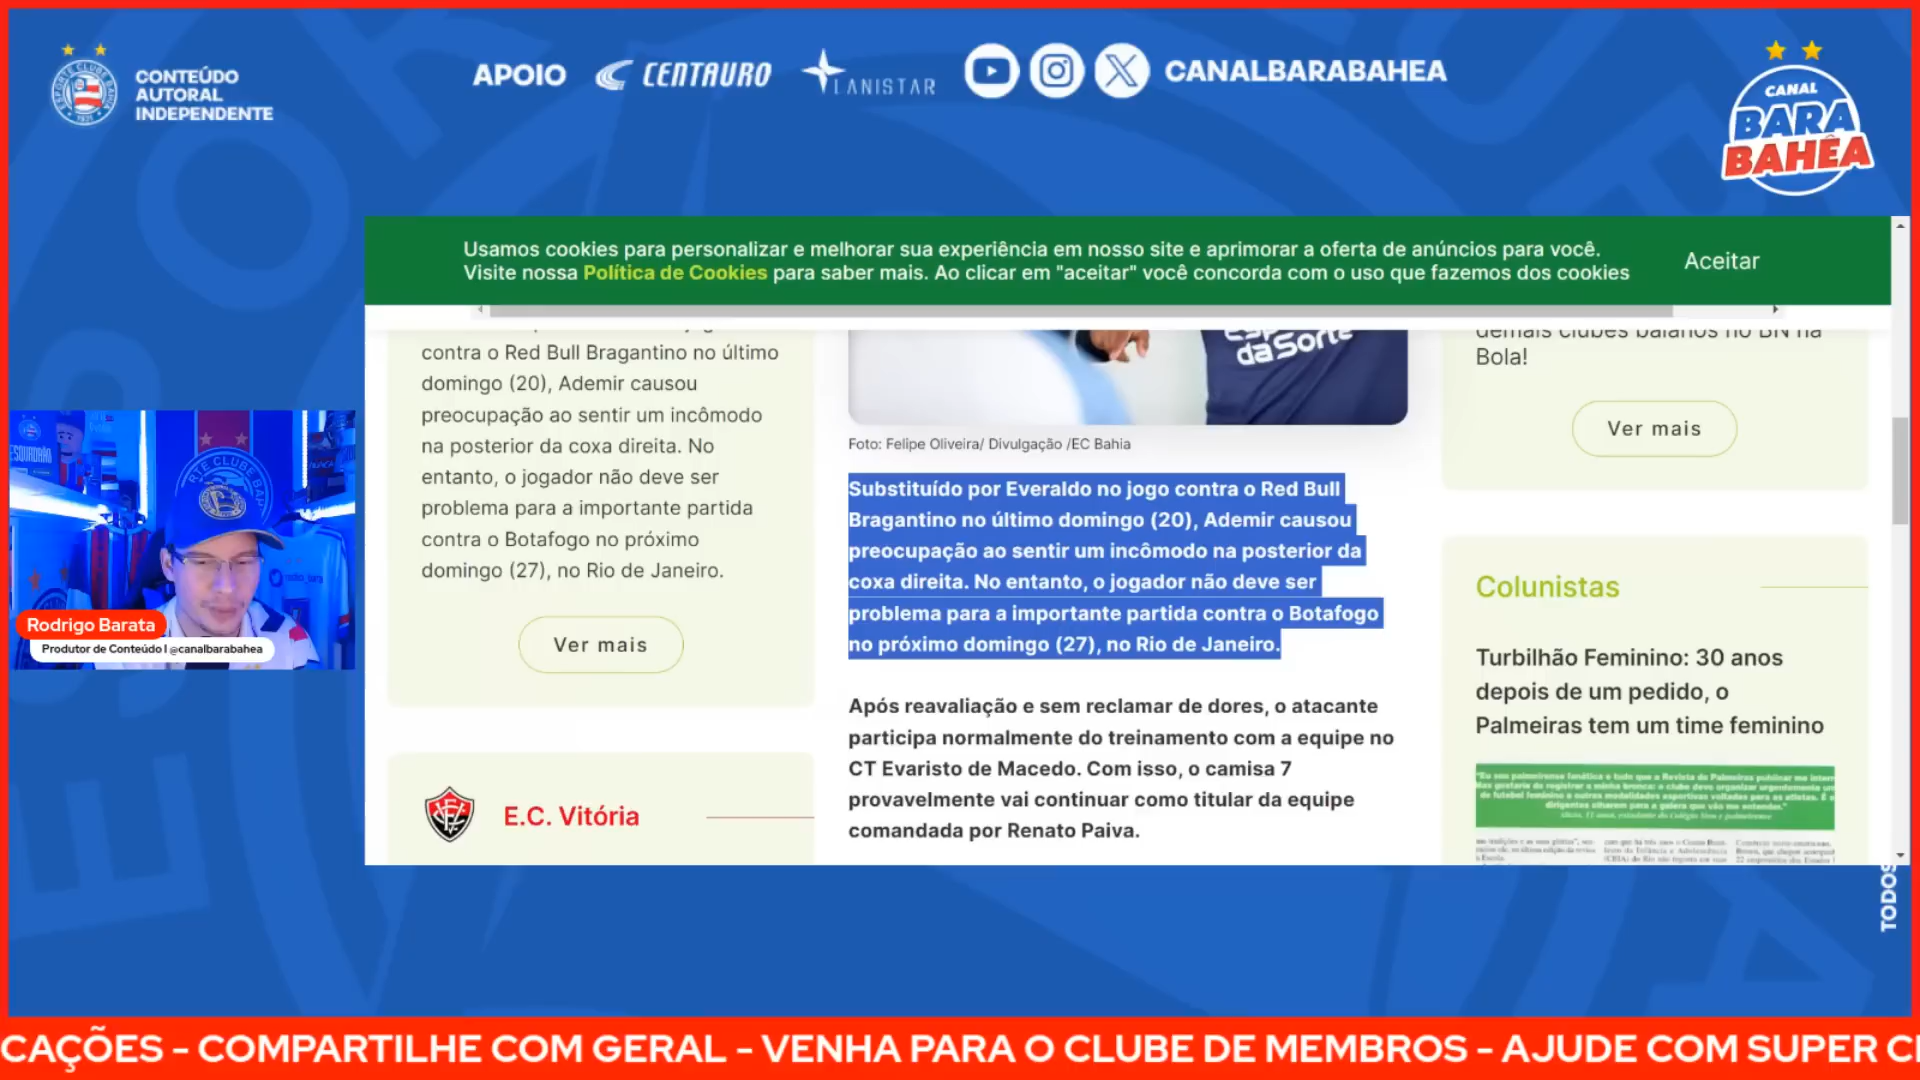 CONTEÚDO
AUTORAL
INDEPENDENTE
APOIO
CENTAURO
LANISTAR
CANALBARABAHEA
CANAL
BARA
BAHÊA
Usamos cookies para personalizar e melhorar sua experiência em nosso site e aprimorar a oferta de anúncios para você.
Visite nossa Política de Cookies para saber mais. Ao clicar em "aceitar" você concorda com o uso que fazemos dos cookies
Aceitar
contra o Red Bull Bragantino no último
domingo (20), Ademir causou
preocupação ao sentir um incômodo
na posterior da coxa direita. No
entanto, o jogador não deve ser
problema para a importante partida
contra o Botafogo no próximo
domingo (27), no Rio de Janeiro.
Ver mais
E.C. Vitória
da Sorte
Foto: Felipe Oliveira/ Divulgação /EC Bahia
Substituído por Everaldo no jogo contra o Red Bull
Bragantino no último domingo (20), Ademir causou
preocupação ao sentir um incômodo na posterior da
coxa direita. No entanto, o jogador não deve ser
problema para a importante partida contra o Botafogo
no próximo domingo (27), no Rio de Janeiro.
Após reavaliação e sem reclamar de dores, o atacante
participa normalmente do treinamento com a equipe no
CT Evaristo de Macedo. Com isso, o camisa 7
provavelmente vai continuar como titular da equipe
comandada por Renato Paiva.
demais clubes baianos no BN na
Bola!
Ver mais
Colunistas
Turbilhão Feminino: 30 anos
depois de um pedido, o
Palmeiras tem um time feminino
Rodrigo Barata
Produtor de Conteúdo | @canalbarabahea
TODOS
CAÇÕES - COMPARTILHE COM GERAL - VENHA PARA O CLUBE DE MEMBROS - AJUDE COM SUPER